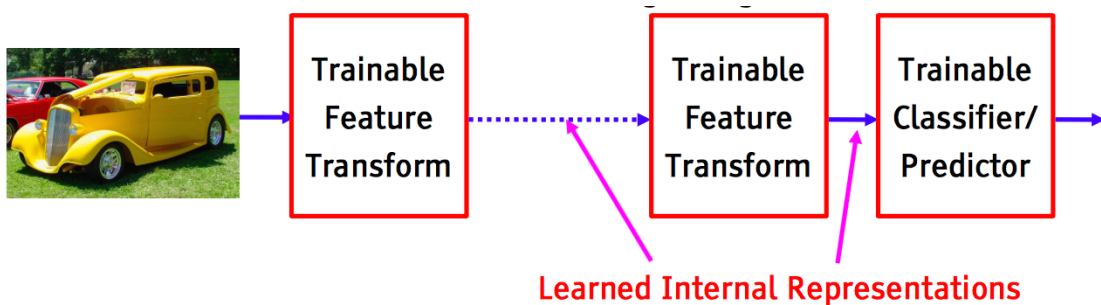 Trainable
Feature
Transform
Trainable
Feature
Transform
Trainable
Classifier/
Predictor
Learned Internal Representations